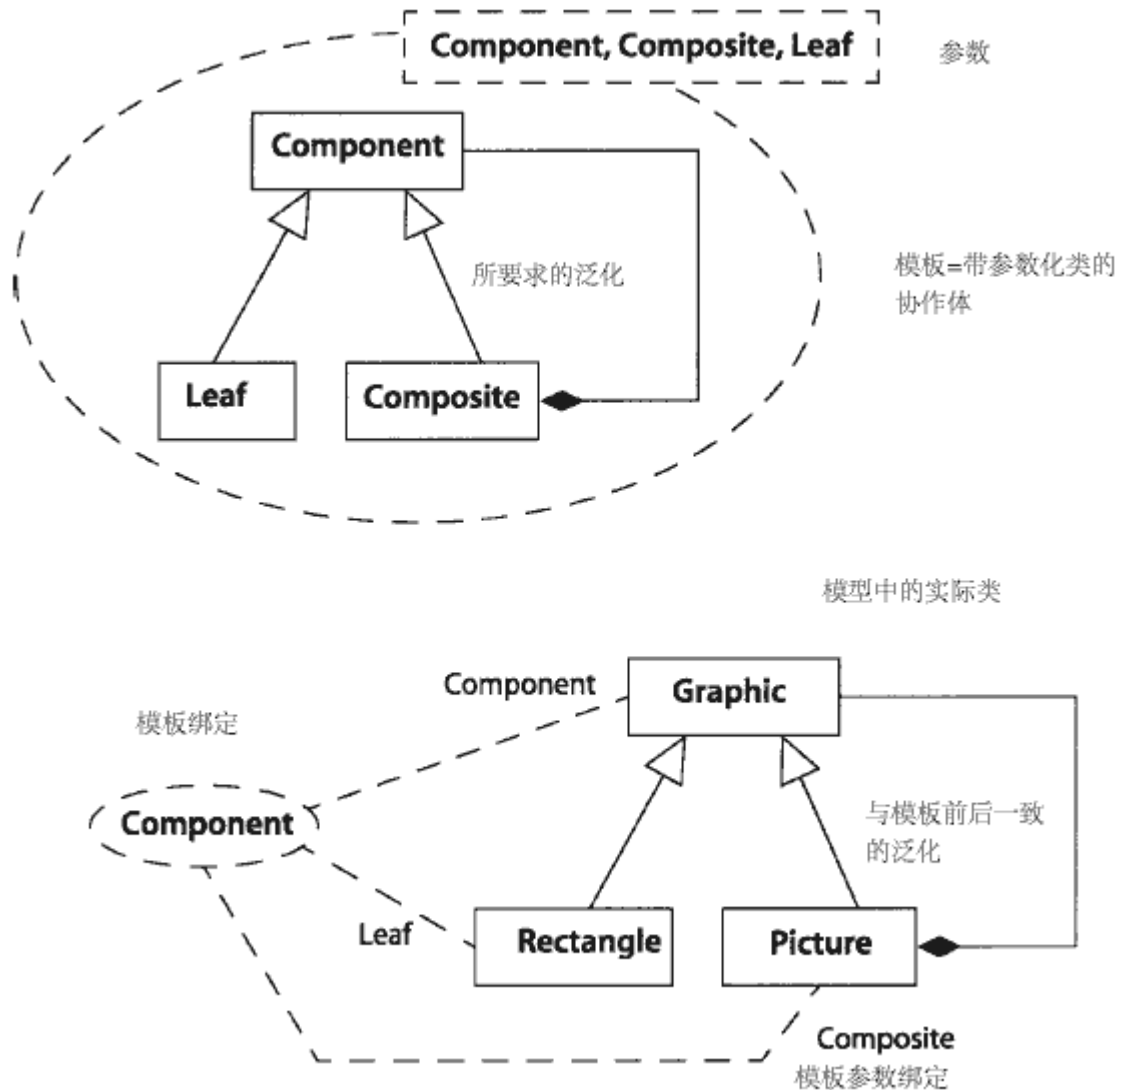 Component, Composite, Leaf
参数
Component
所要求的泛化
模板=带参数化类的
协作体
Leaf
Composite
模型中的实际类
Component
Graphic
模板绑定
Component
与模板前后一致
的泛化
Leaf
Rectangle
Picture
Composite
模板参数绑定